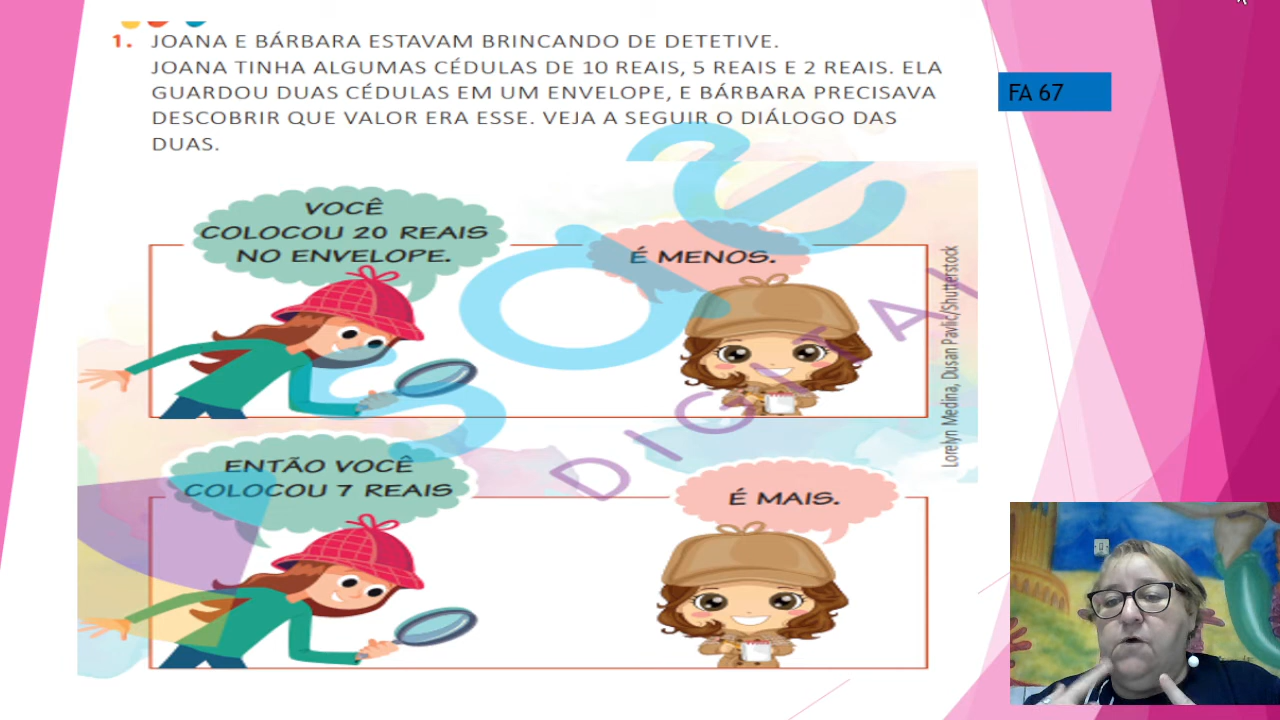 1. JOANA E BÁRBARA ESTAVAM BRINCANDO DE DETETIVE.
JOANA TINHA ALGUMAS CÉDULAS DE 10 REAIS, 5 REAIS E 2 REAIS. ELA
GUARDOU DUAS CÉDULAS EM UM ENVELOPE, E BÁRBARA PRECISAVA
DESCOBRIR QUE VALOR ERA ESSE. VEJA A SEGUIR O DIÁLOGO DAS
DUAS.
FA 67
VOCÊ
COLOCOU 20 REAIS
NO ENVELOPE.
É MENOS.
ENTÃO VOCÊ
COLOCOU 7 REAIS
É MAIS.
Lorelyn Medina, Dusan Pavlic/Shutterstock
DIGITAL